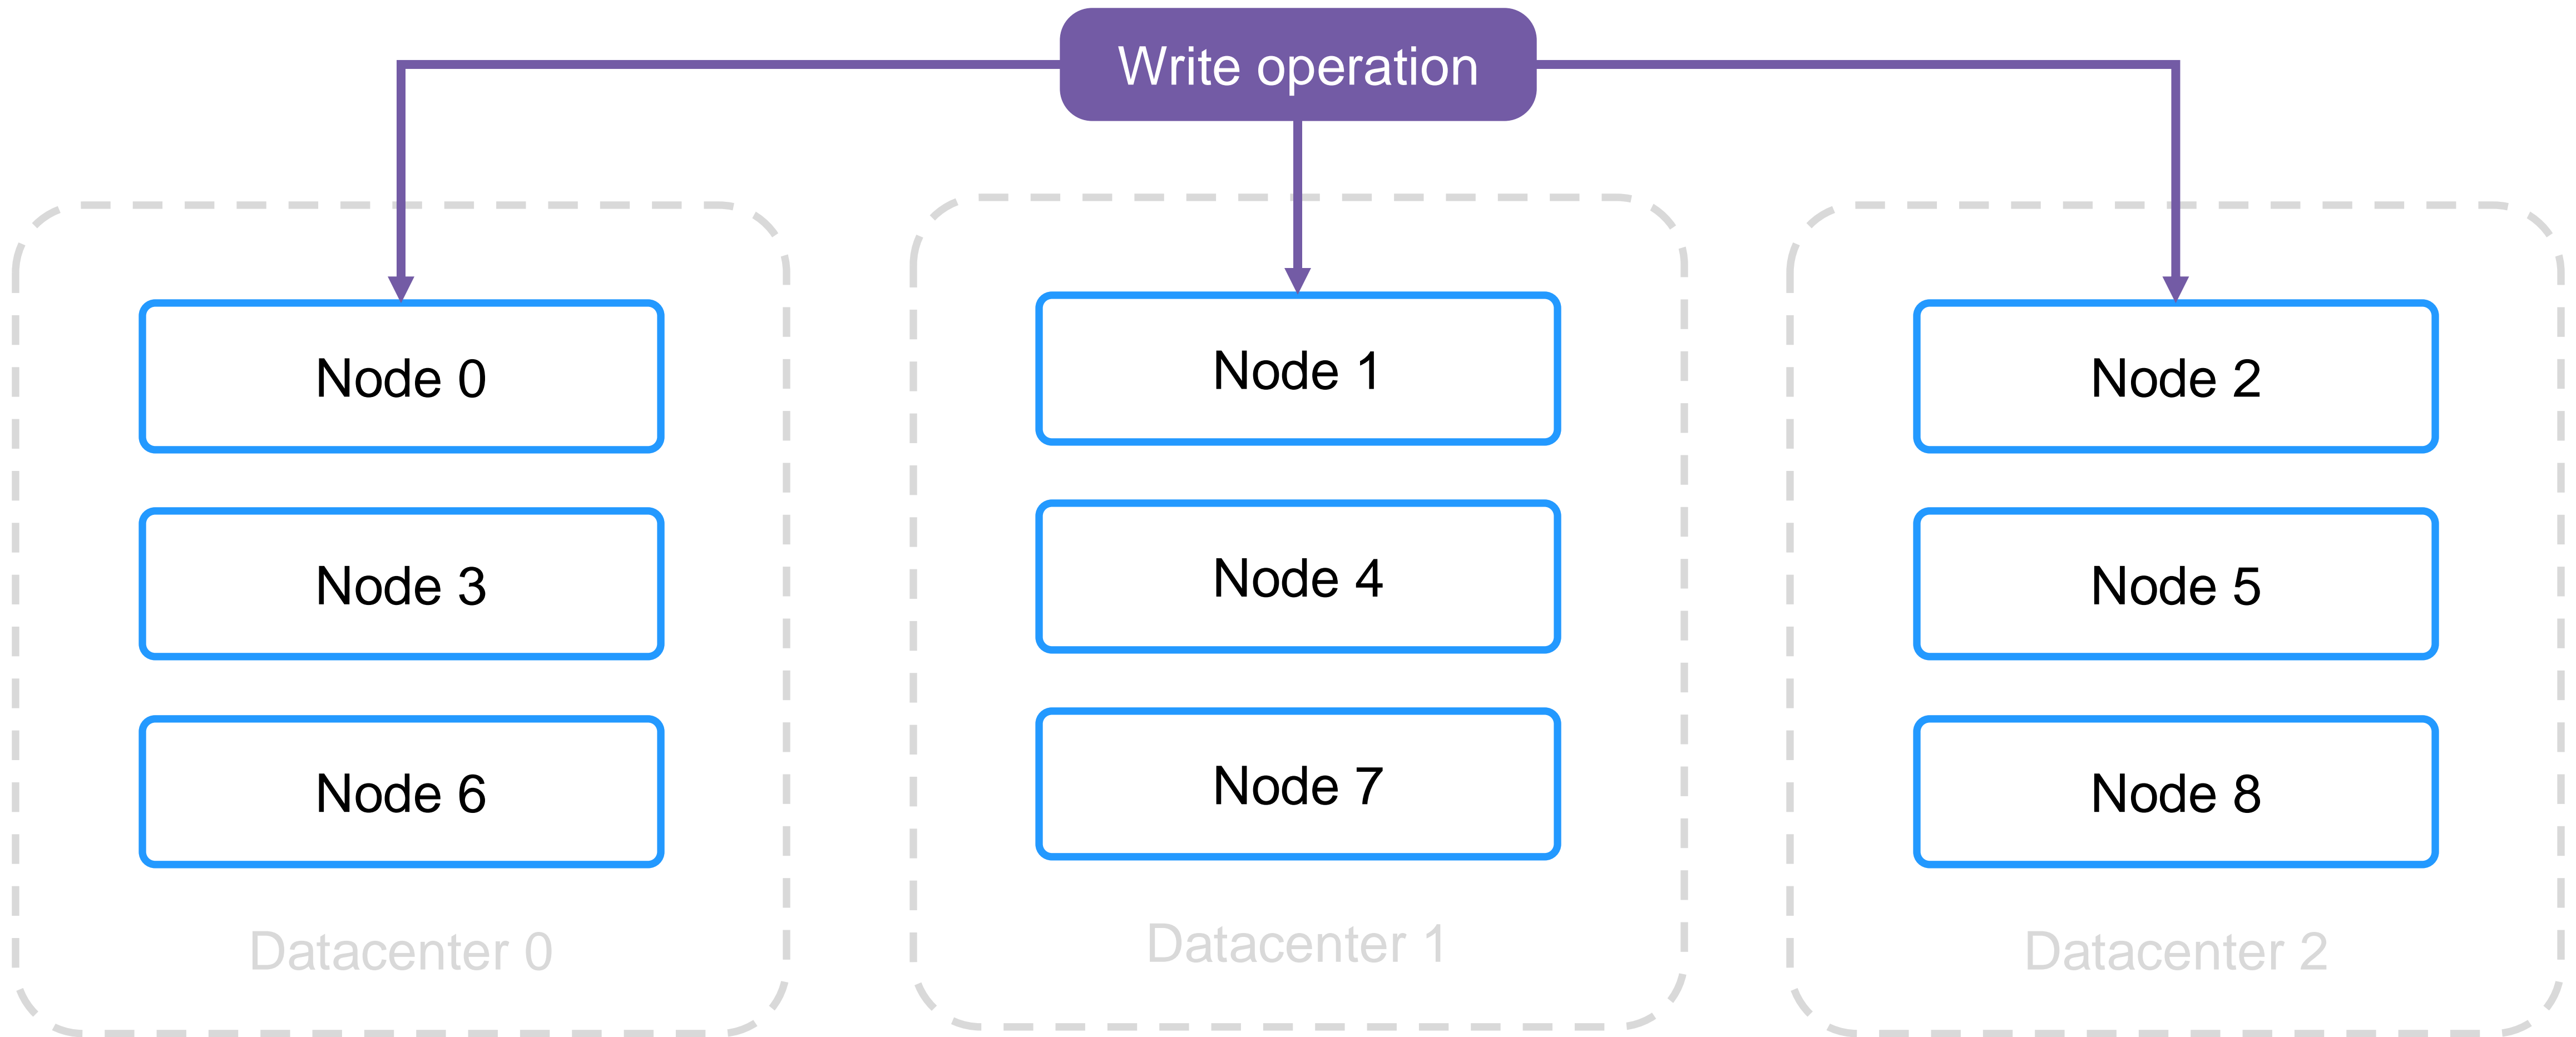 Write operation
Node 0
Node 3
Node 6
Datacenter 0
Node 1
Node 4
Node 7
Datacenter 1
Node 2
Node 5
Node 8
Datacenter 2